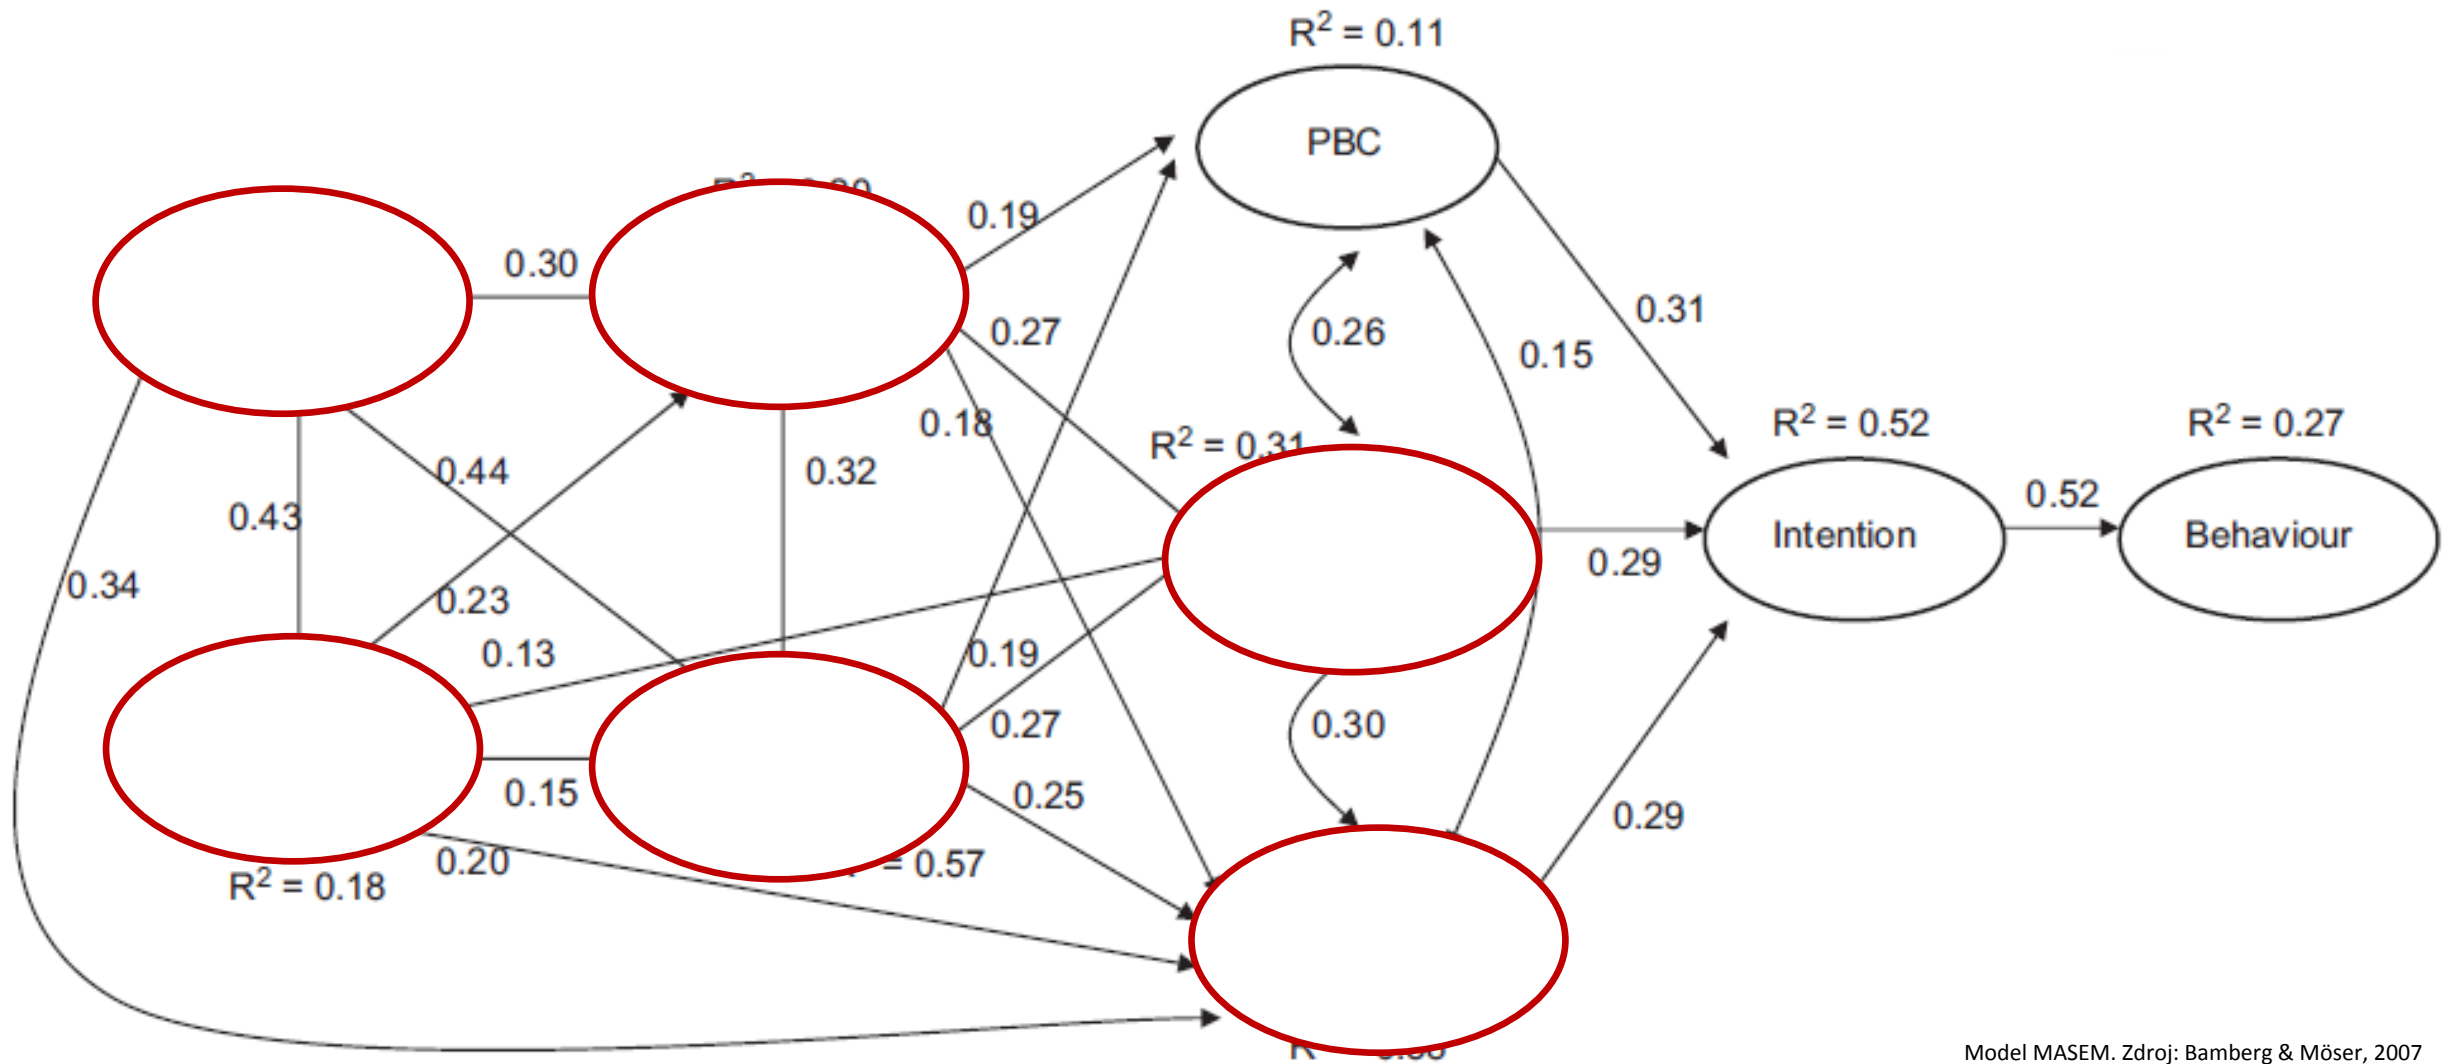 R² = 0.11
PBC
0.19
0.30
0.27
0.26
0.31
0.15
0.18
R² = 0.31
R² = 0.52
R² = 0.27
0.44
0.32
0.43
0.52
Intention
Behaviour
0.29
0.34
0.23
0.13
0.19
0.27
0.30
0.15
0.25
0.29
0.20
= 0.57
R² = 0.18
Model MASEM. Zdroj: Bamberg & Möser, 2007